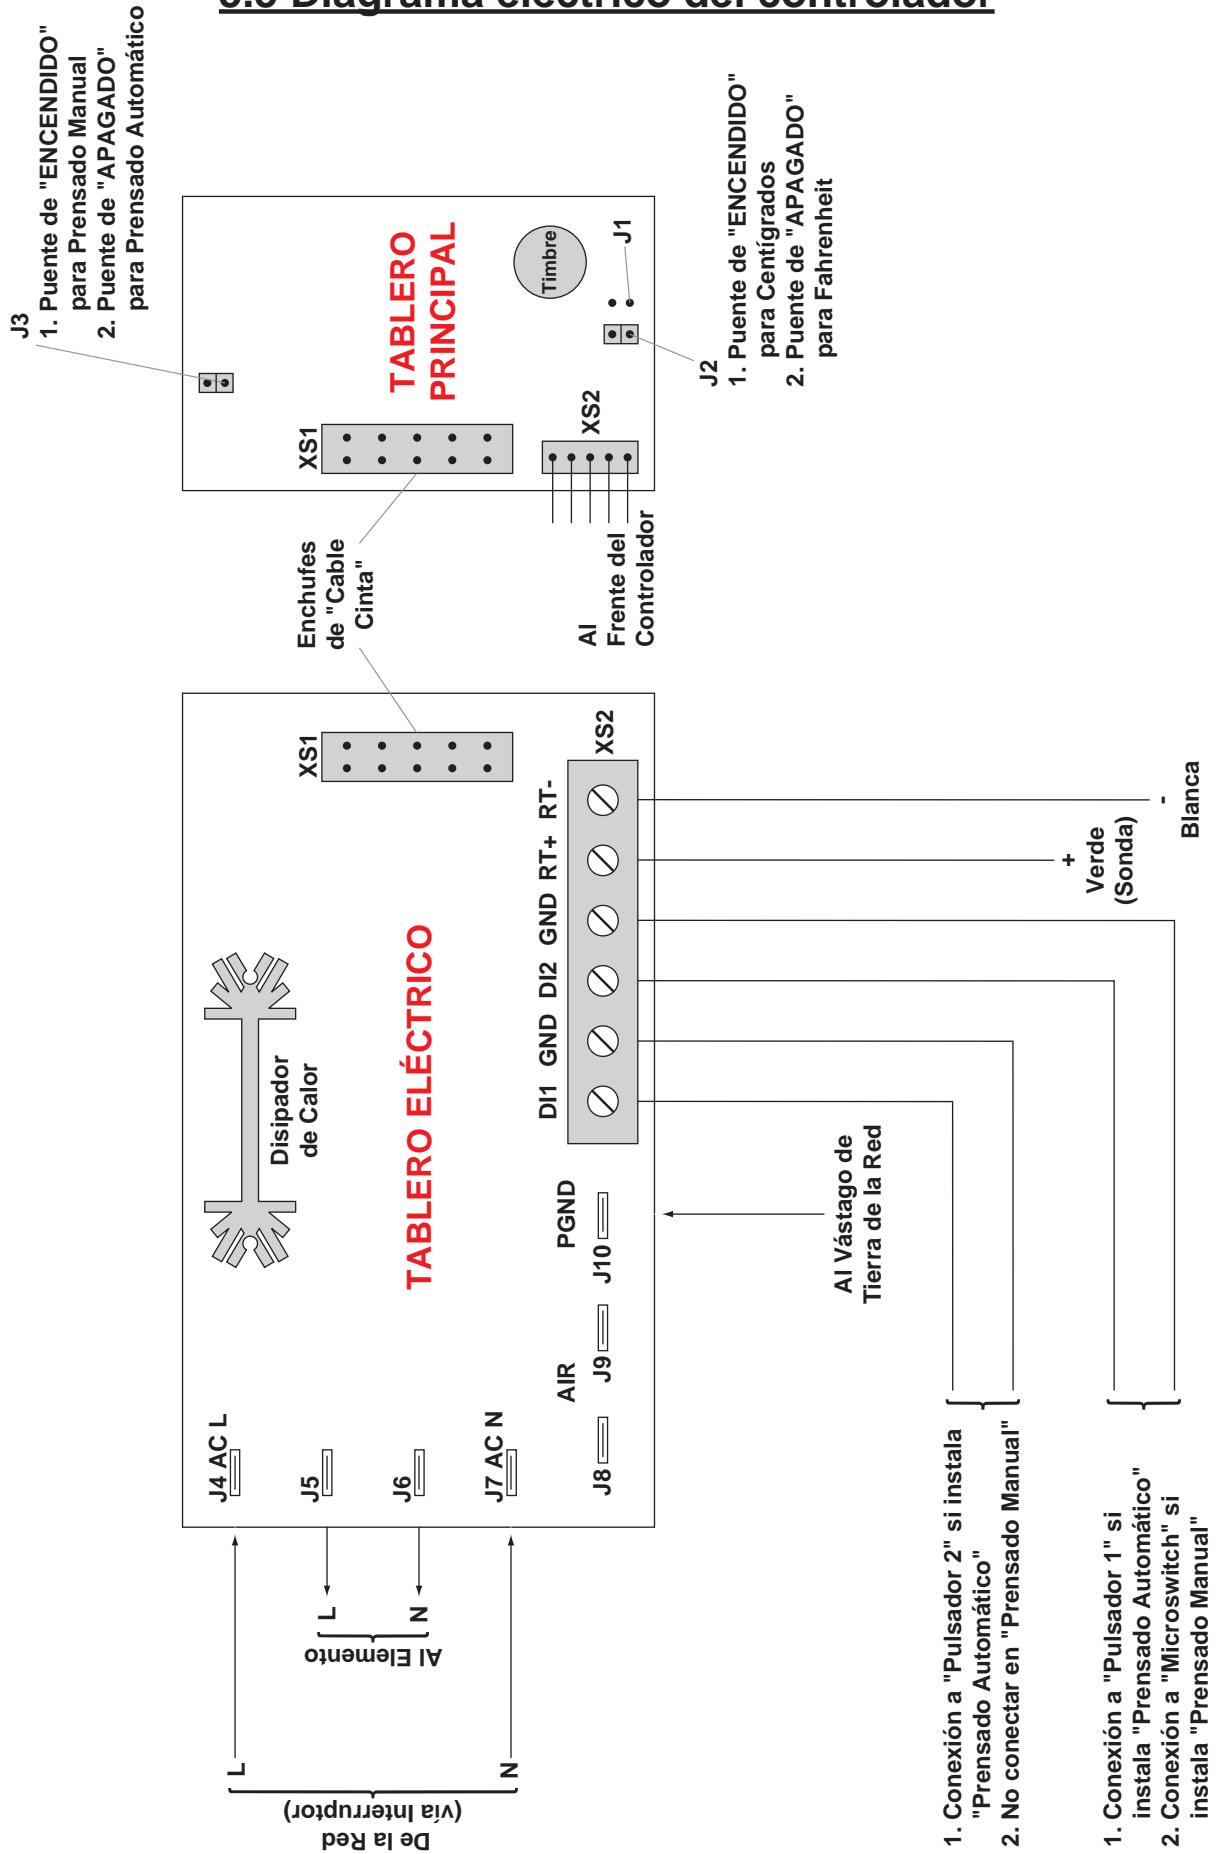 Diagrama eléctrico del controlador
J3
1. Puente de "ENCENDIDO"
para Prensado Manual
2. Puente de "APAGADO"
para Prensado Automático
TABLERO
PRINCIPAL
Timbre
J1
J2
1. Puente de "ENCENDIDO"
para Centígrados
2. Puente de "APAGADO"
para Fahrenheit
XS1
XS2
Enchufes
de "Cable
Cinta"
Al
Frente del
Controlador
XS1
XS2
Disipador
de Calor
TABLERO ELÉCTRICO
DI1 GND DI2 GND RT+ RT-
J4 AC L
J5
J6
J7 AC N
J8
AIR
J9
J10
PGND
+
Verde
(Sonda)
-
Blanca
Al Vástago de
Tierra de la Red
L
N
Al Elemento
L
N
De la Red
(vía Interruptor)
1. Conexión a "Pulsador 2" si instala
"Prensado Automático"
2. No conectar en "Prensado Manual"
1. Conexión a "Pulsador 1" si
instala "Prensado Automático"
2. Conexión a "Microswitch" si
instala "Prensado Manual"